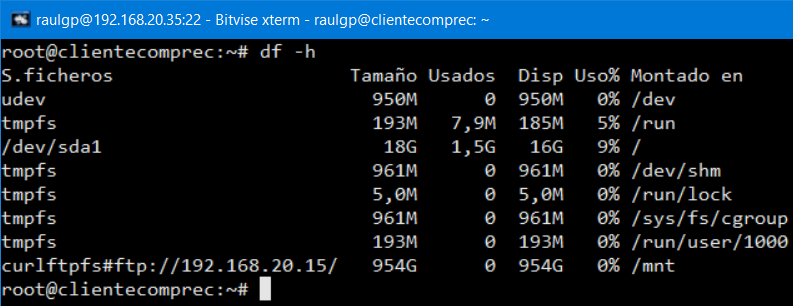 raulgp@192.168.20.35:22 - Bitvise xterm - raulgp@clientecomprec: ~
root@clientecomprec:~# df -h
S.ficheros Tamaño Usados Disp Uso% Montado en
udev 950M 0 950M 0% /dev
tmpfs 193M 7,9M 185M 5% /run
/dev/sda1 18G 1,5G 16G 9% /
tmpfs 961M 0 961M 0% /dev/shm
tmpfs 5,0M 0 5,0M 0% /run/lock
tmpfs 961M 0 961M 0% /sys/fs/cgroup
tmpfs 193M 0 193M 0% /run/user/1000
curlftpfs#ftp://192.168.20.15/ 954G 0 954G 0% /mnt
root@clientecomprec:~#